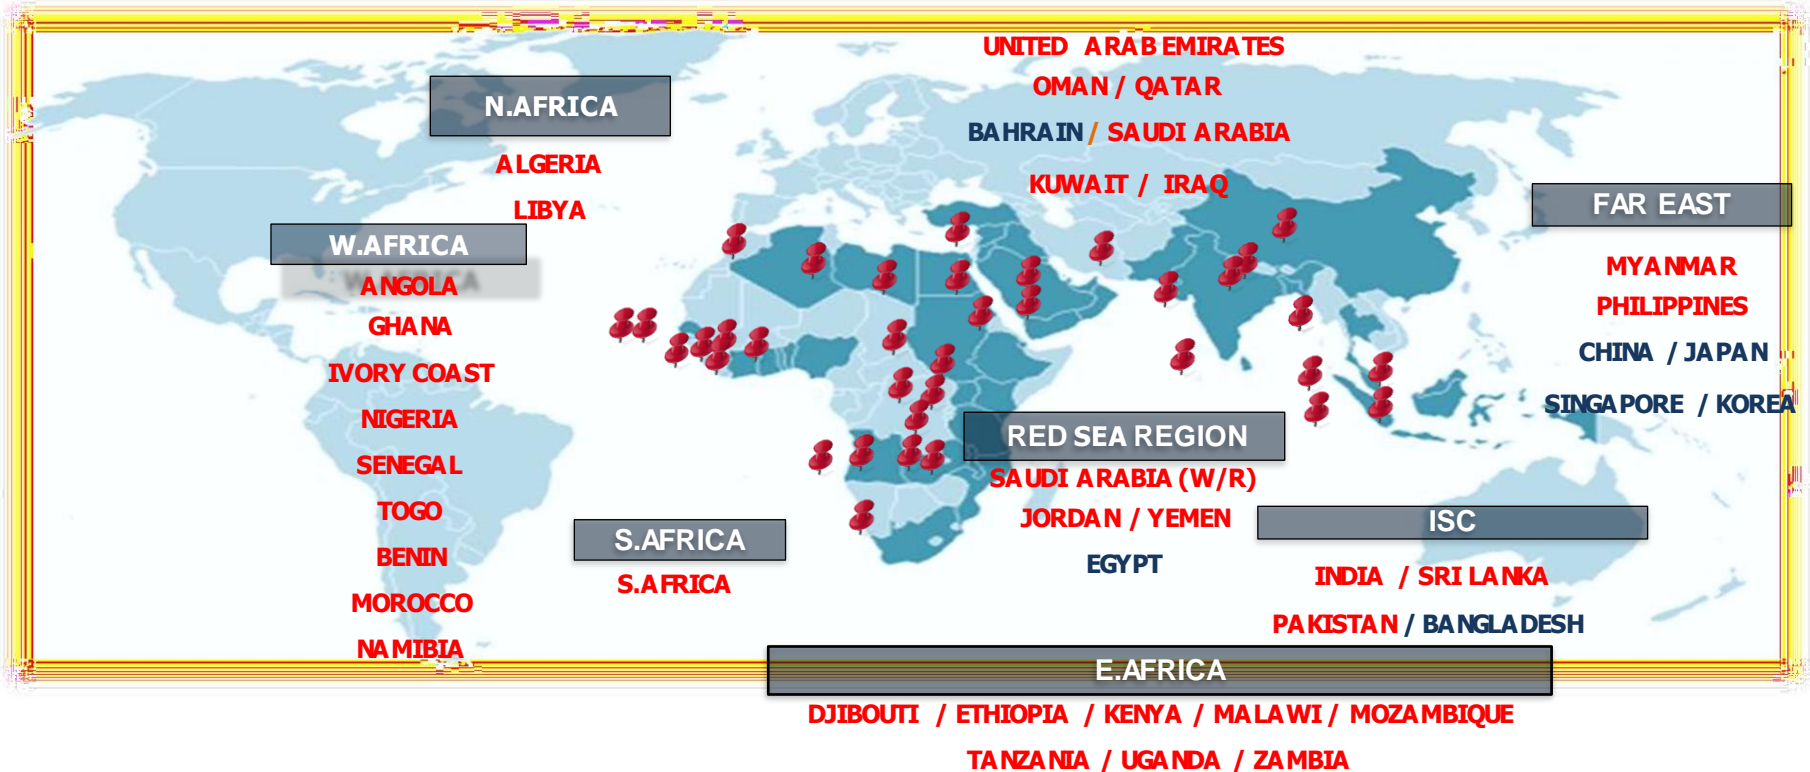 UNITED ARAB EMIRATES
OMAN / QATAR
BAHRAIN / SAUDI ARABIA
KUWAIT / IRAQ
N.AFRICA
ALGERIA
LIBYA
W.AFRICA
ANGOLA
GHANA
IVORY COAST
NIGERIA
SENEGAL
TOGO
BENIN
MOROCCO
NAMIBIA
S.AFRICA
S.AFRICA
RED SEA REGION
SAUDI ARABIA (W/R)
JORDAN / YEMEN
EGYPT
FAR EAST
MYANMAR
PHILIPPINES
CHINA / JAPAN
SINGAPORE / KOREA
ISC
INDIA / SRI LANKA
PAKISTAN / BANGLADESH
E.AFRICA
DJIBOUTI / ETHIOPIA / KENYA / MALAWI / MOZAMBIQUE
TANZANIA / UGANDA / ZAMBIA